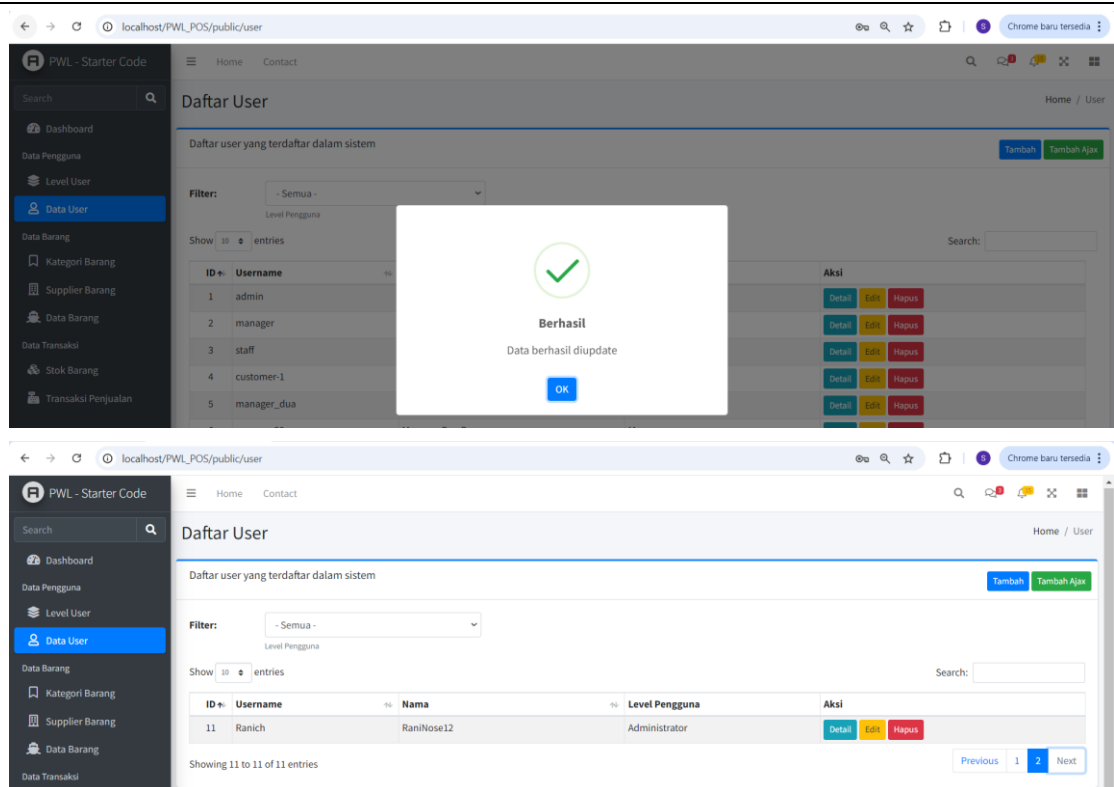 localhost/PWL_POS/public/user
Chrome baru tersedia
PWL - Starter Code
Home Contact
Search
Daftar User
Home / User
Dashboard
Daftar user yang terdaftar dalam sistem
Tambah Tambah Ajax
Data Pengguna
Level User
Filter: - Semua -
Data User
Level Pengguna
Data Barang
Show 10 entries
Search:
Kategori Barang
ID Username Aksi
Supplier Barang
1 admin Detail Edit Hapus
Data Barang
2 manager Detail Edit Hapus
Berhasil
Data Transaksi
3 staff Detail Edit Hapus
Data berhasil diupdate
Stok Barang
4 customer-1 Detail Edit Hapus
OK
Transaksi Penjualan
5 manager_dua Detail Edit Hapus
localhost/PWL_POS/public/user
Chrome baru tersedia
PWL - Starter Code
Home Contact
Search
Daftar User
Home / User
Dashboard
Daftar user yang terdaftar dalam sistem
Tambah Tambah Ajax
Data Pengguna
Level User
Filter: - Semua -
Data User
Level Pengguna
Data Barang
Show 10 entries
Search:
Kategori Barang
ID Username Nama Level Pengguna Aksi
Supplier Barang
11 Ranich RaniNose12 Administrator Detail Edit Hapus
Data Barang
Showing 11 to 11 of 11 entries
Previous 1 2 Next
Data Transaksi